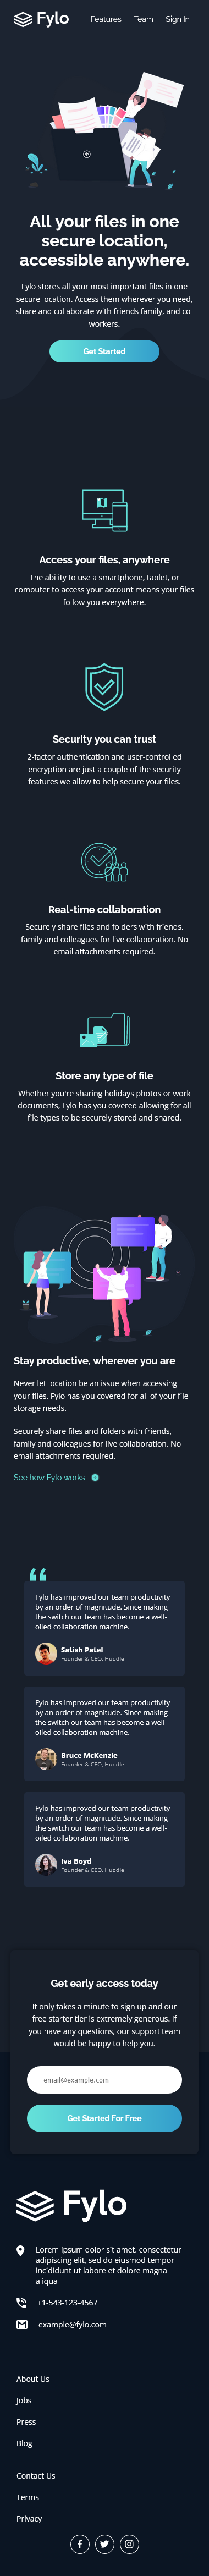 Fylo Features Team Sign In
All your files in one
secure location,
accessible anywhere.
Fylo stores all your most important files in one
secure location. Access them wherever you need,
share and collaborate with friends family, and co-
workers.
Get Started
Access your files, anywhere
The ability to use a smartphone, tablet, or
computer to access your account means your files
follow you everywhere.
Security you can trust
2-factor authentication and user-controlled
encryption are just a couple of the security
features we allow to help secure your files.
Real-time collaboration
Securely share files and folders with friends,
family and colleagues for live collaboration. No
email attachments required.
Store any type of file
Whether you're sharing holidays photos or work
documents, Fylo has you covered allowing for all
file types to be securely stored and shared.
Stay productive, wherever you are
Never let location be an issue when accessing
your files. Fylo has you covered for all of your file
storage needs.
Securely share files and folders with friends,
family and colleagues for live collaboration. No
email attachments required.
See how Fylo works
“
Fylo has improved our team productivity
by an order of magnitude. Since making
the switch our team has become a well-
oiled collaboration machine.
Satish Patel
Founder & CEO, Huddle
Fylo has improved our team productivity
by an order of magnitude. Since making
the switch our team has become a well-
oiled collaboration machine.
Bruce McKenzie
Founder & CEO, Huddle
Fylo has improved our team productivity
by an order of magnitude. Since making
the switch our team has become a well-
oiled collaboration machine.
Iva Boyd
Founder & CEO, Huddle
Get early access today
It only takes a minute to sign up and our
free starter tier is extremely generous. If
you have any questions, our support team
would be happy to help you.
email@example.com
Get Started For Free
Fylo
Lorem ipsum dolor sit amet, consectetur
adipiscing elit, sed do eiusmod tempor
incididunt ut labore et dolore magna
aliqua
+1-543-123-4567
example@fylo.com
About Us
Jobs
Press
Blog
Contact Us
Terms
Privacy